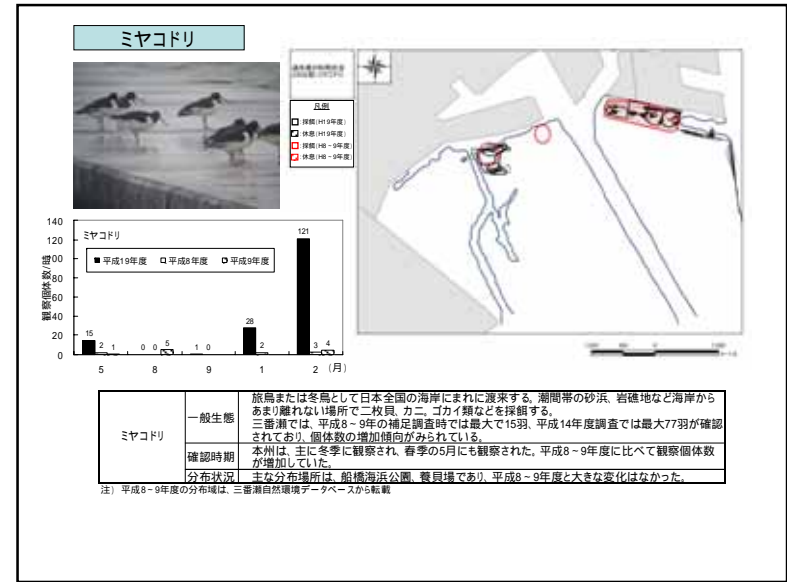 ミヤコドリ
凡例
採餌(H19年度)
休息(H19年度)
採餌(H8～9年度)
休息(H8～9年度)
140
120
100
80
60
40
20
0
観察個体数/時
ミヤコドリ
平成19年度 平成8年度 平成9年度
15 2 1 0 0 5 1 0 28 2 121 3 4
5 8 9 1 2 (月)
ミヤコドリ
一般生態
旅鳥または冬鳥として日本全国の海岸にまれに渡来する。潮間帯の砂浜、岩礁地など海岸から
あまり離れない場所で二枚貝、カニ、ゴカイ類などを採餌する。
三番瀬では、平成8～9年の補足調査時では最大で15羽、平成14年度調査では最大77羽が確認
されており、個体数の増加傾向がみられている。
確認時期
本州は、主に冬季に観察され、春季の5月にも観察された。平成8～9年度に比べて観察個体数
が増加していた。
分布状況
主な分布場所は、船橋海浜公園、養貝場であり、平成8～9年度と大きな変化はなかった。
注）平成8～9年度の分布域は、三番瀬自然環境データベースから転載